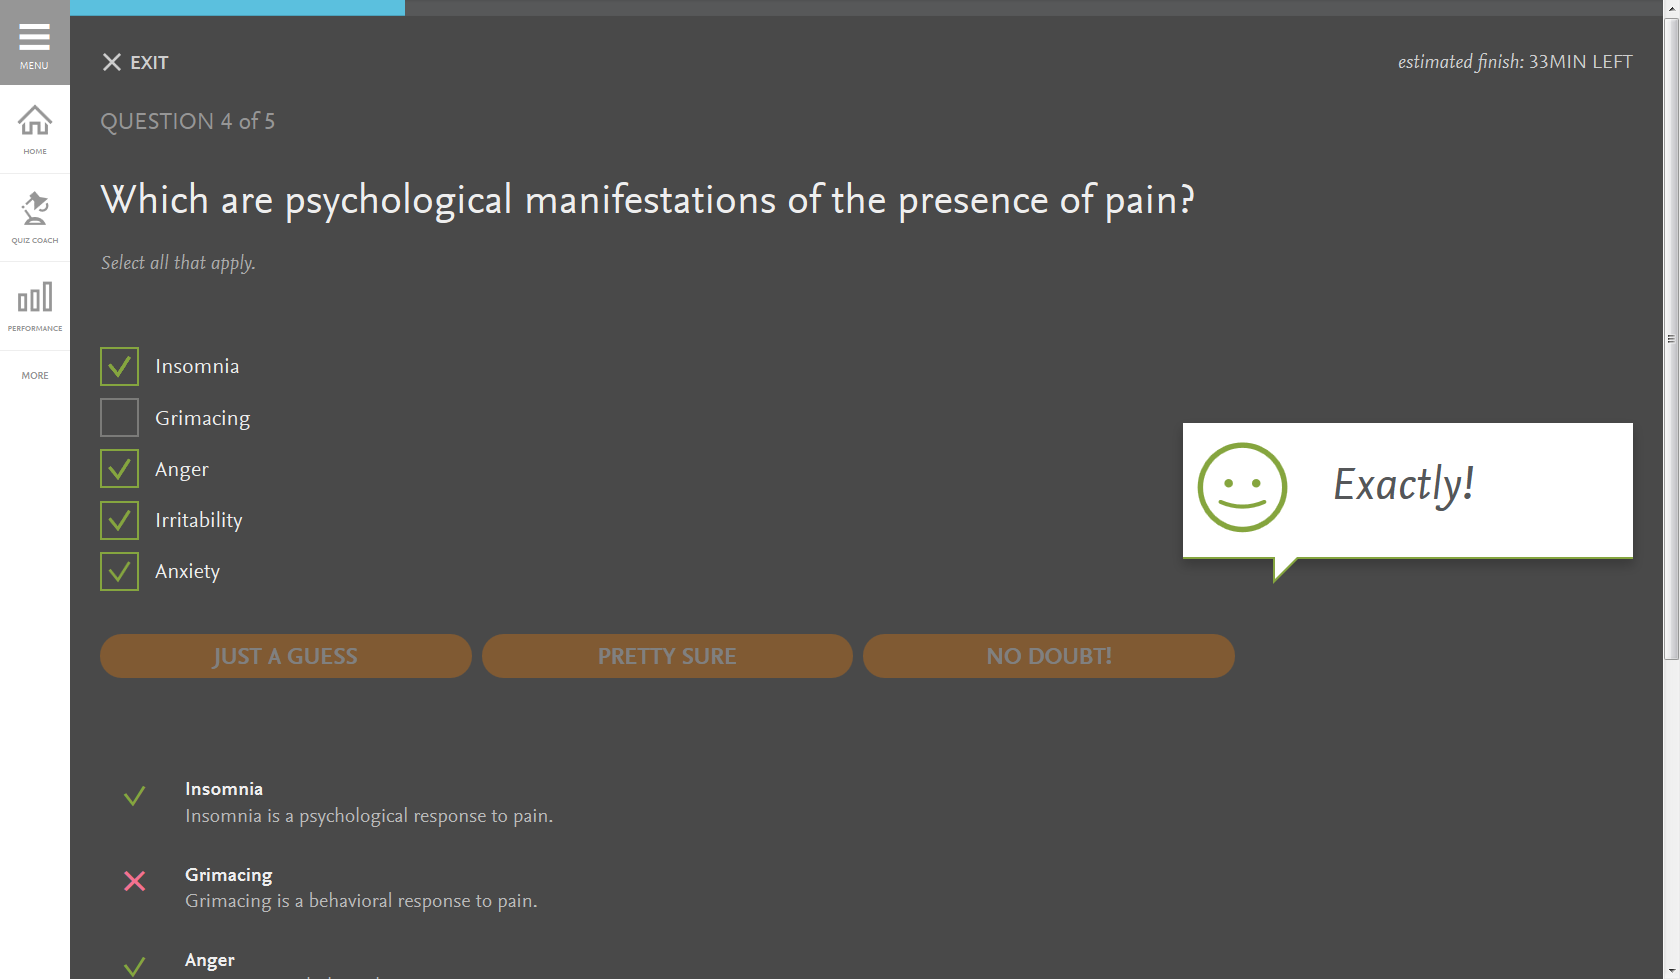 MENU
HOME
QUIZ COACH
PERFORMANCE
MORE
EXIT
estimated finish: 33MIN LEFT
QUESTION 4 of 5
Which are psychological manifestations of the presence of pain?
Select all that apply.
Insomnia
Grimacing
Anger
Irritability
Anxiety
Exactly!
JUST A GUESS
PRETTY SURE
NO DOUBT!
Insomnia
Insomnia is a psychological response to pain.
Grimacing
Grimacing is a behavioral response to pain.
Anger